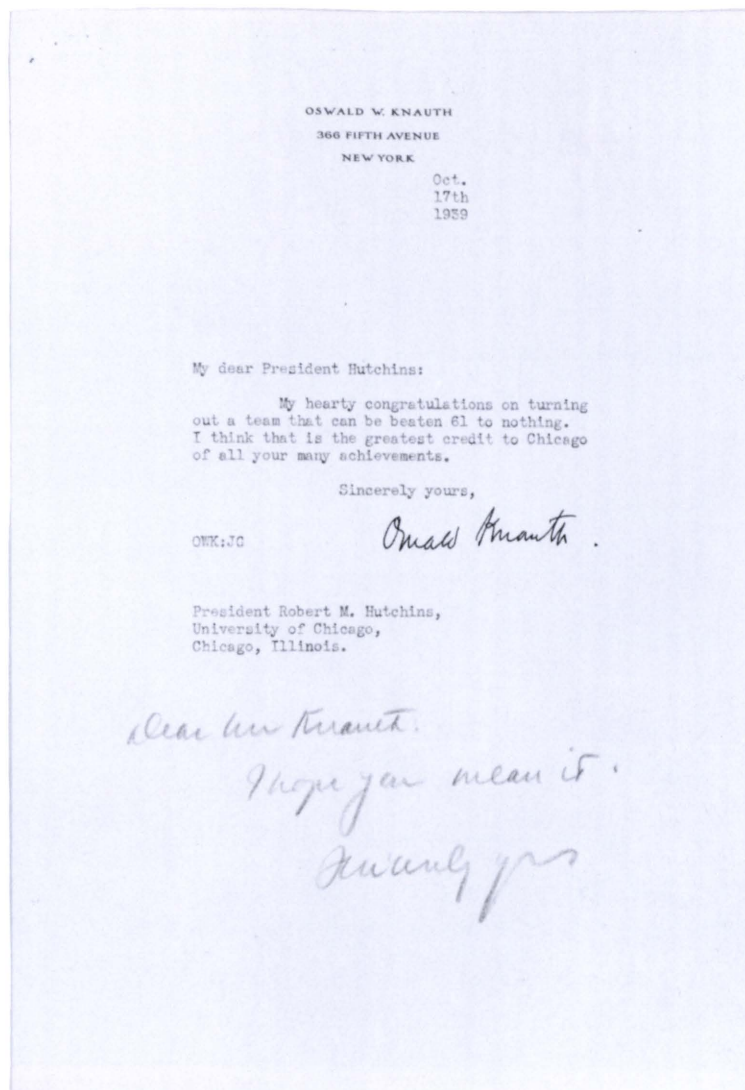 OSWALD W. KNAUTH
366 FIFTH AVENUE
NEW YORK
Oct.
17th
1939
My dear President Hutchins:
My hearty congratulations on turning
out a team that can be beaten 61 to nothing.
I think that is the greatest credit to Chicago
of all your many achievements.
Sincerely yours,
OWK:JC
Oswald Knauth.
President Robert M. Hutchins,
University of Chicago,
Chicago, Illinois.
Dear Mr Knauth:
I hope you mean it.
Sincerely yrs